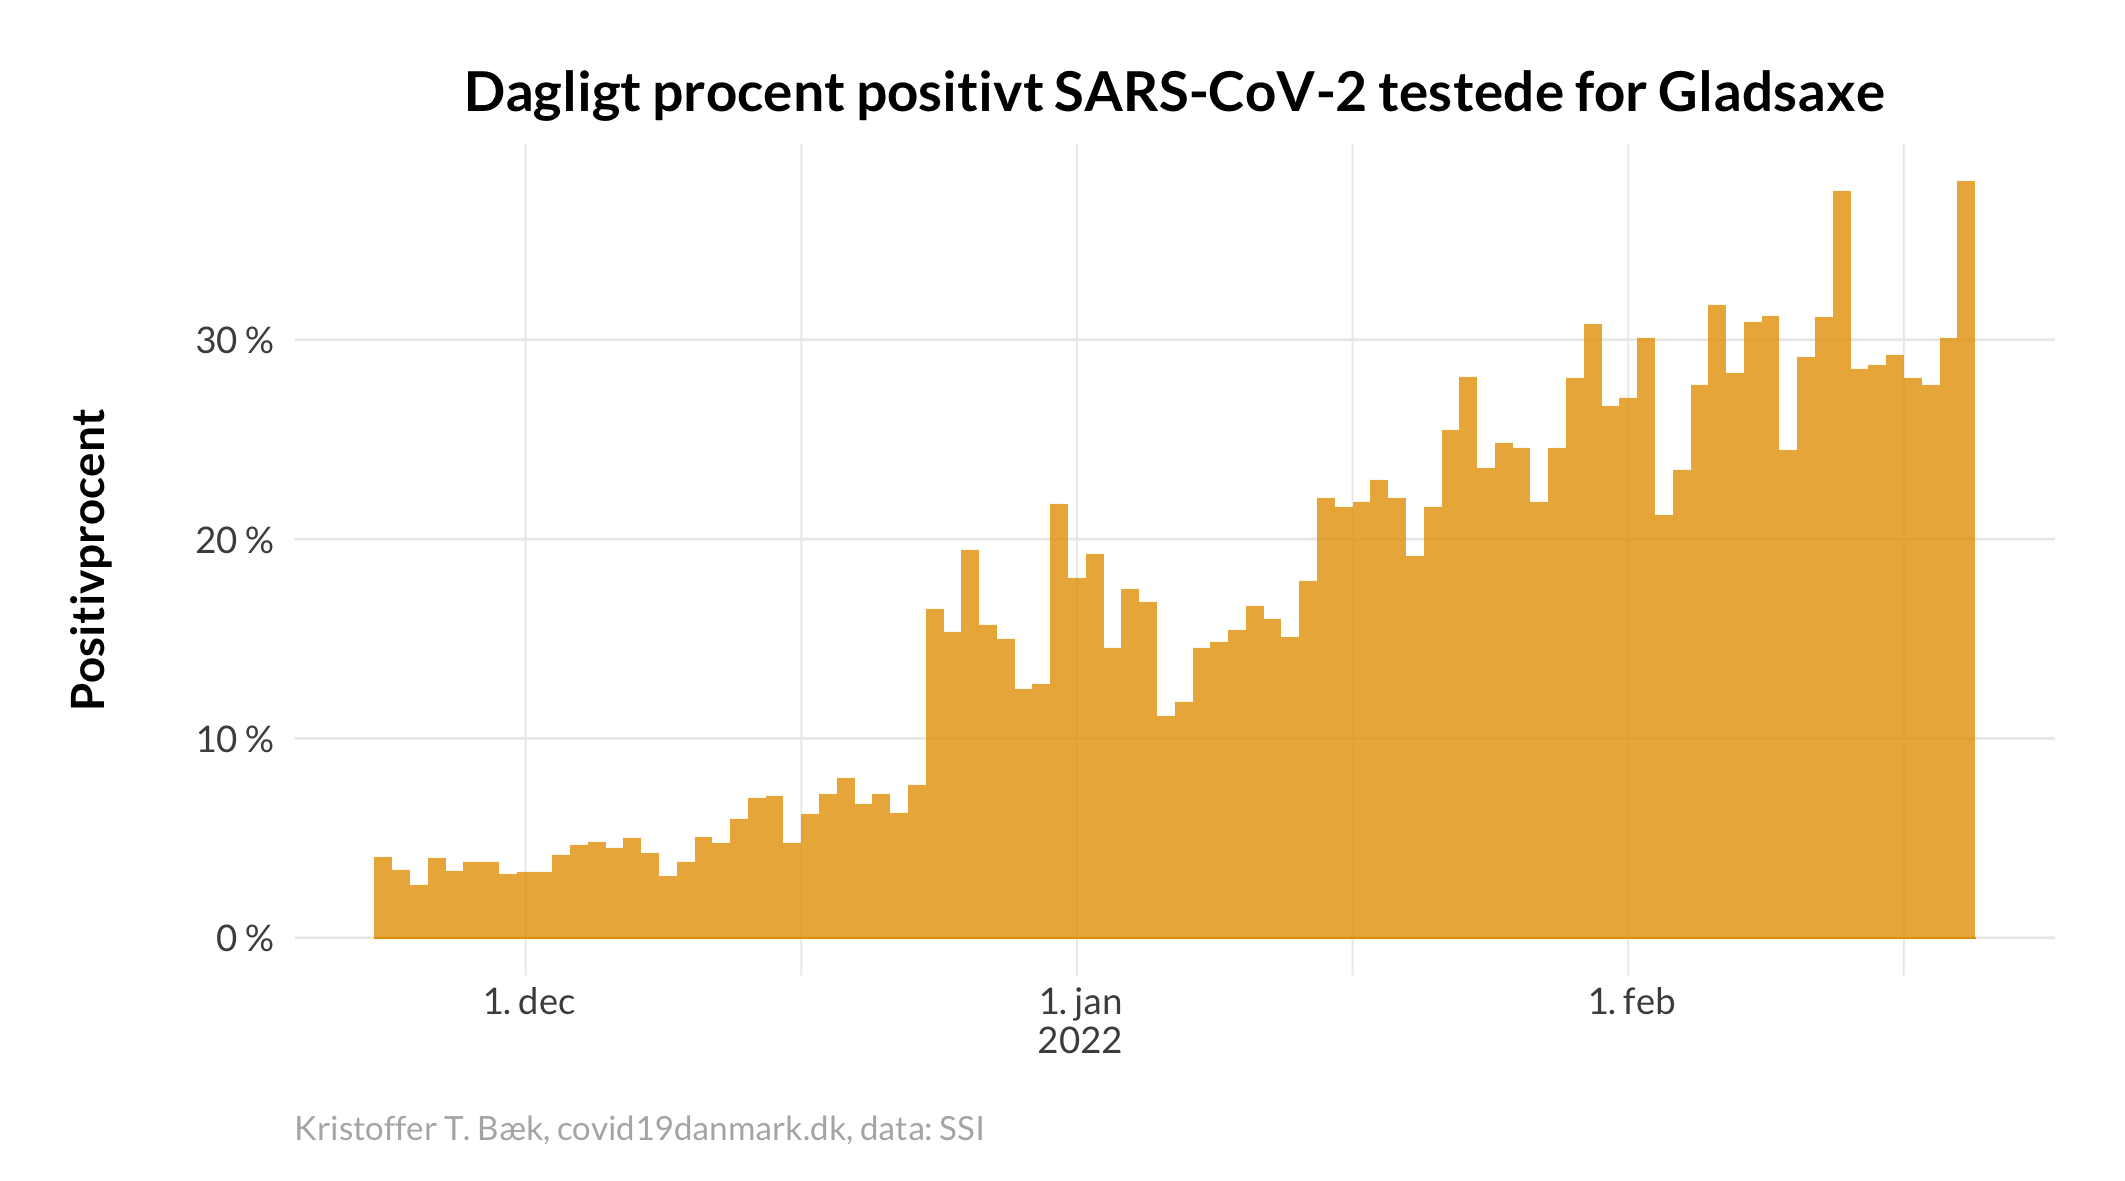 Dagligt procent positivt SARS-CoV-2 testede for Gladsaxe
Positivprocent
30 %
20 %
10 %
0 %
1. dec
1. jan
2022
1. feb
Kristoffer T. Bæk, covid19danmark.dk, data: SSI